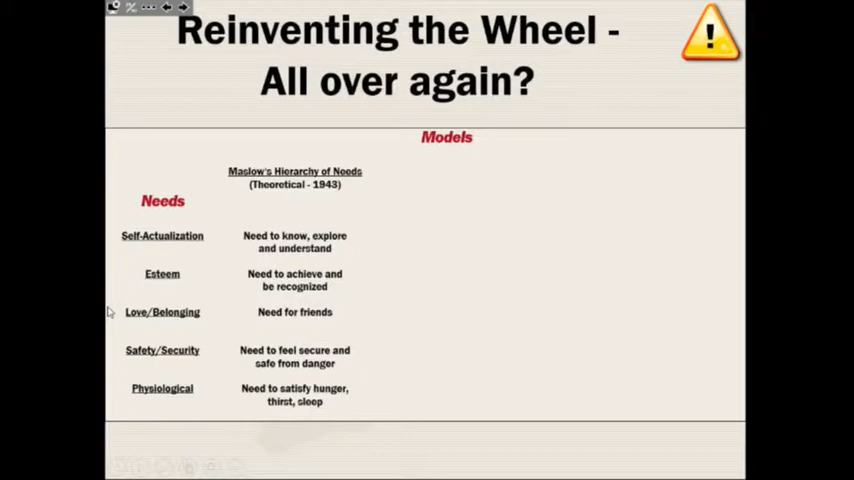 Reinventing the Wheel -
All over again?
Models
Maslow's Hierarchy of Needs
(Theoretical - 1943)
Needs
Self-Actualization
Need to know, explore
and understand
Esteem
Need to achieve and
be recognized
Love/Belonging
Need for friends
Safety/Security
Need to feel secure and
safe from danger
Physiological
Need to satisfy hunger,
thirst, sleep